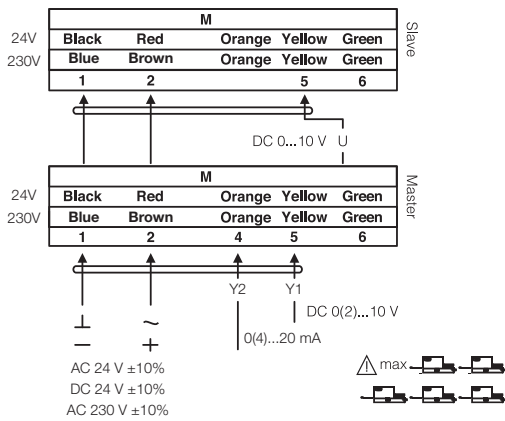 M
24V Black Red Orange Yellow Green
230V Blue Brown Orange Yellow Green
1 2 5 6
Slave
DC 0...10 V U
M
24V Black Red Orange Yellow Green
230V Blue Brown Orange Yellow Green
1 2 4 5 6
Master
Y2 Y1
⊥ ~
− +
DC 0(2)...10 V
0(4)...20 mA
AC 24 V ±10%
DC 24 V ±10%
AC 230 V ±10%
⚠ max